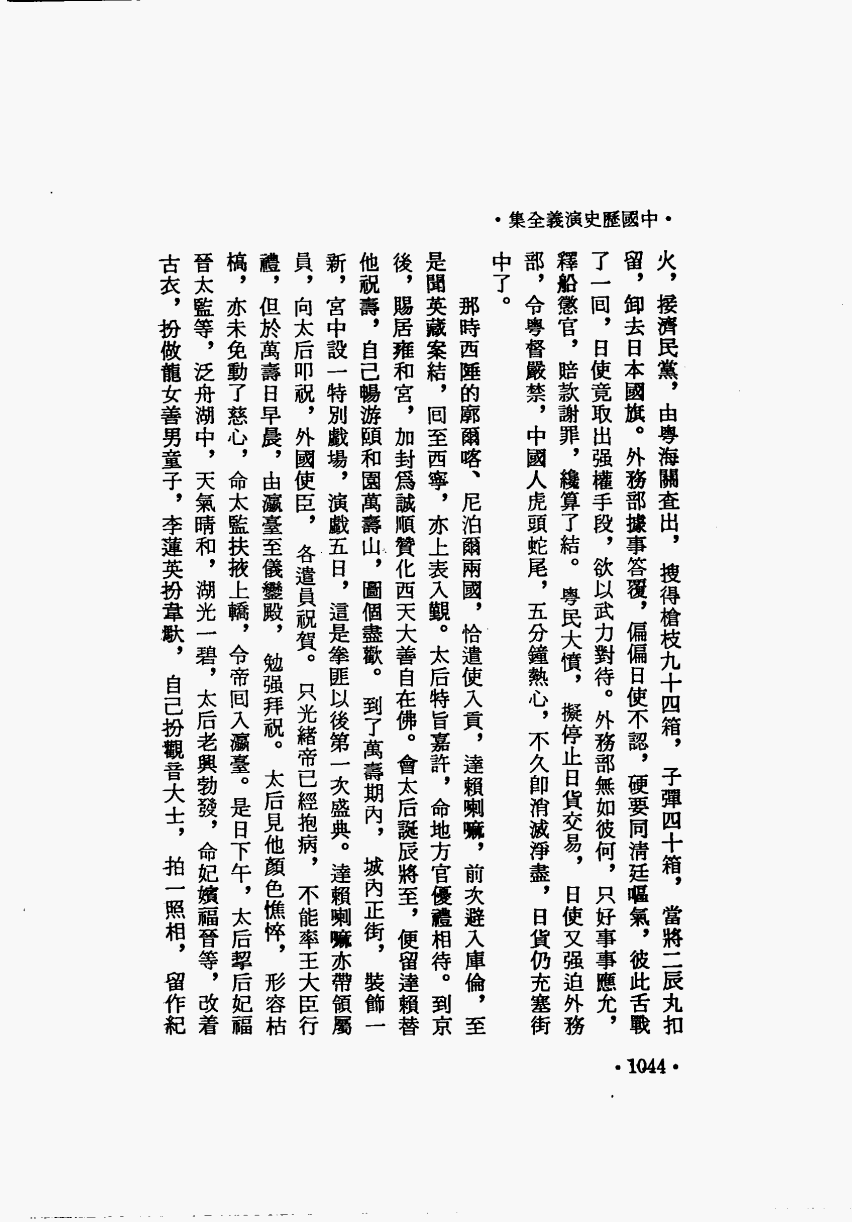 ·中國歷史演義全集·
火，接濟民黨，由粵海關查出，搜得槍枝九十四箱，子彈四十箱，當將二辰丸扣
留，卸去日本國旗。外務部據事答覆，偏偏日使不認，硬要同清廷嘔氣，彼此舌戰
了一回，日使竟取出强權手段，欲以武力對待。外務部無如彼何，只好事事應允，
釋船懲官，賠款謝罪，纔算了結。粵民大憤，擬停止日貨交易，日使又强迫外務
部，令粵督嚴禁，中國人虎頭蛇尾，五分鐘熱心，不久卽消滅淨盡，日貨仍充塞街
中了。
那時西陲的廓爾喀、尼泊爾兩國，恰遣使入貢，達賴喇嘛，前次避入庫倫，至
是聞英藏案結，回至西寧，亦上表入覲。太后特旨嘉許，命地方官優禮相待。到京
後，賜居雍和宮，加封爲誠順贊化西天大善自在佛。會太后誕辰將至，便留達賴替
他祝壽，自己暢游頤和園萬壽山，圖個盡歡。到了萬壽期內，城內正街，裝飾一
新，宮中設一特別戲場，演戲五日，這是拳匪以後第一次盛典。達賴喇嘛亦帶領屬
員，向太后叩祝，外國使臣，各遣員祝賀。只光緒帝已經抱病，不能率王大臣行
禮，但於萬壽日早晨，由瀛臺至儀鸞殿，勉强拜祝。太后見他顏色憔悴，形容枯
槁，亦未免動了慈心，命太監扶掖上轎，令帝回入瀛臺。是日下午，太后挈后妃福
晉太監等，泛舟湖中，天氣晴和，湖光一碧，太后老興勃發，命妃嬪福晉等，改着
古衣，扮做龍女善男童子，李蓮英扮韋馱，自己扮觀音大士，拍一照相，留作紀
·1044·